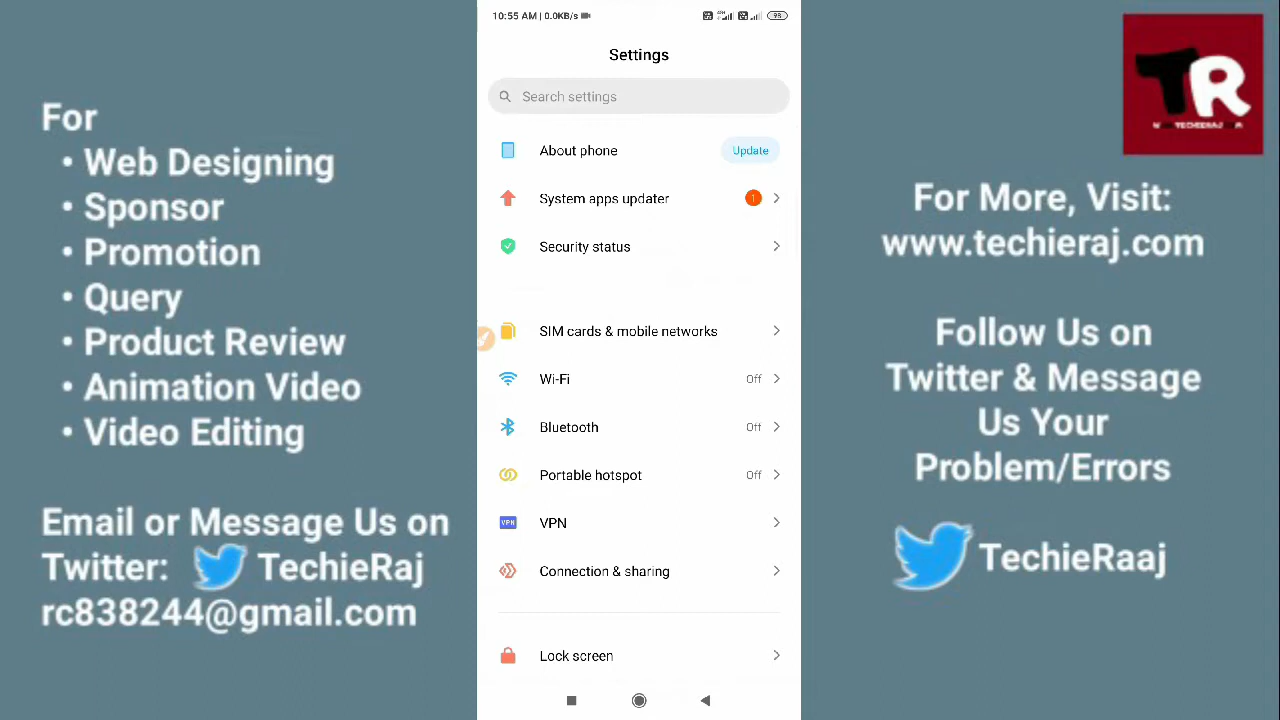 For
• Web Designing
• Sponsor
• Promotion
• Query
• Product Review
• Animation Video
• Video Editing
Email or Message Us on
Twitter: TechieRaj
rc838244@gmail.com
10:55 AM | 0.0KB/s
98
Settings
Search settings
About phone
Update
System apps updater
1
Security status
SIM cards & mobile networks
Wi-Fi
Off
Bluetooth
Off
Portable hotspot
Off
VPN
VPN
Connection & sharing
Lock screen
TR
For More, Visit:
www.techieraj.com
Follow Us on
Twitter & Message
Us Your
Problem/Errors
TechieRaaj